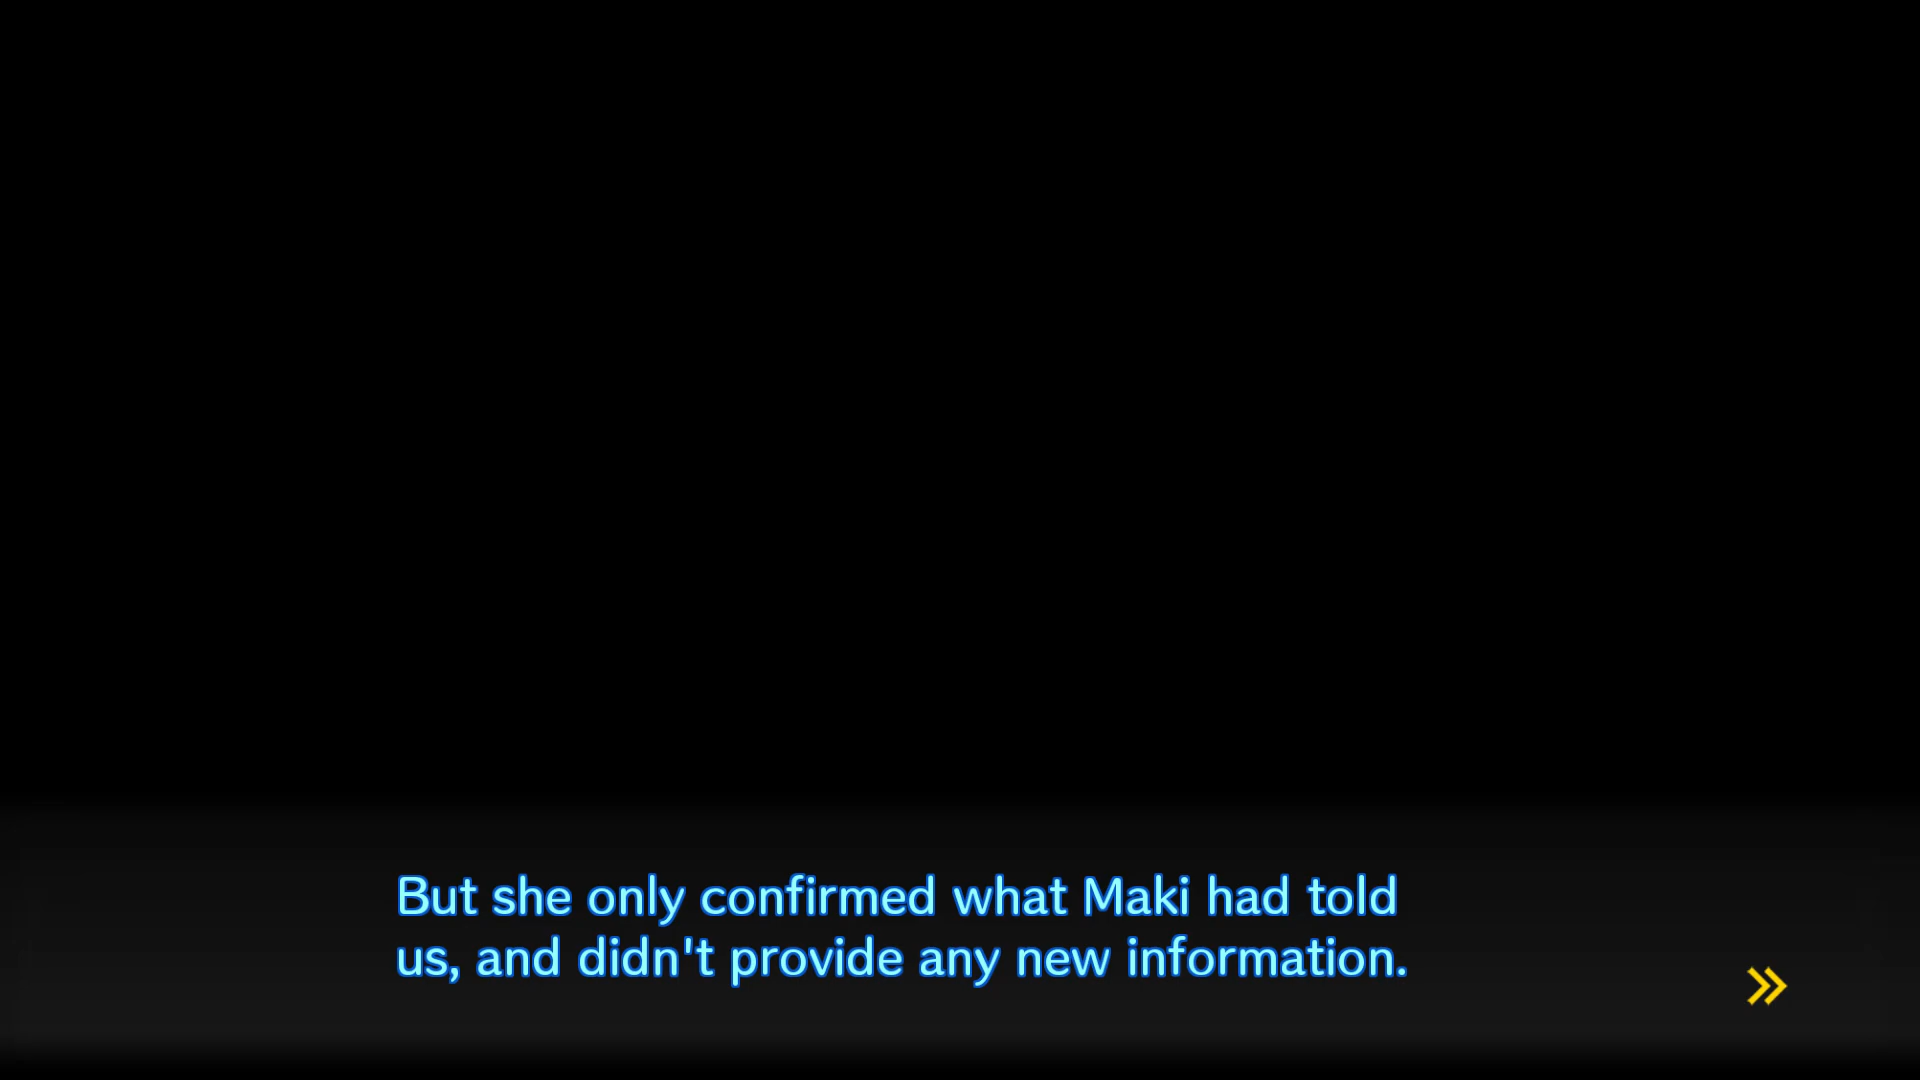 But she only confirmed what Maki had told
us, and didn't provide any new information.